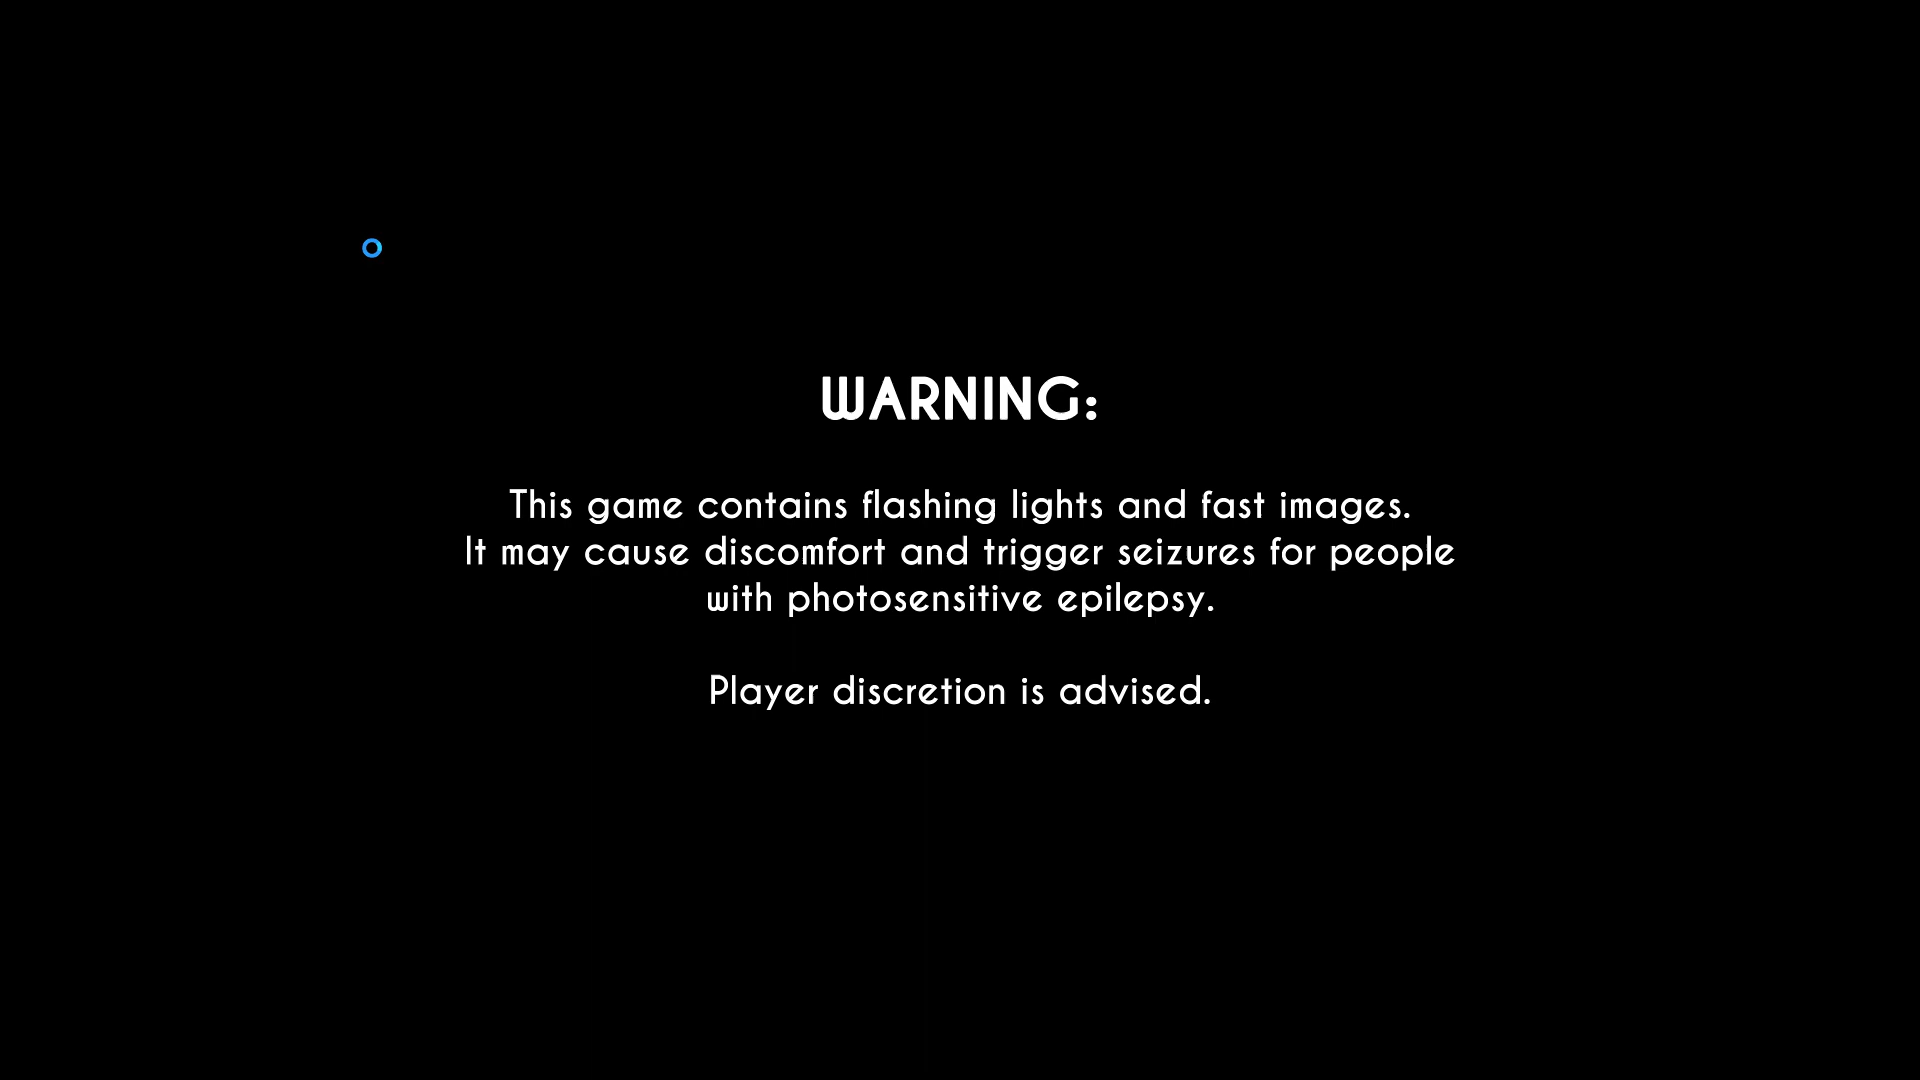 WARNING:
This game contains flashing lights and fast images.
It may cause discomfort and trigger seizures for people
with photosensitive epilepsy.
Player discretion is advised.